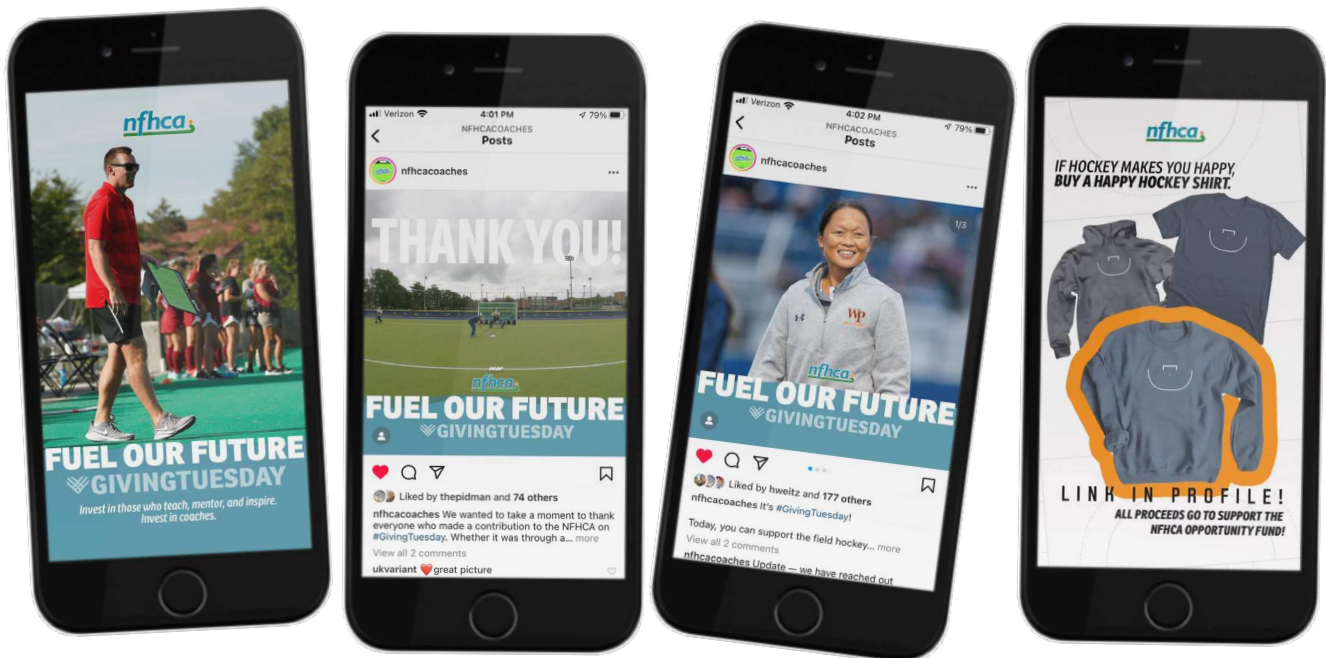 nfhca
FUEL OUR FUTURE
GIVINGTUESDAY
Invest in those who teach, mentor, and inspire.
Invest in coaches.
Verizon 4:01 PM 79%
NFHCACOACHES
Posts
nfhcacoaches
THANK YOU!
nfhca
FUEL OUR FUTURE
GIVINGTUESDAY
Liked by thepidman and 74 others
nfhcacoaches We wanted to take a moment to thank
everyone who made a contribution to the NFHCA on
#GivingTuesday. Whether it was through a... more
View all 2 comments
ukvariant ❤️great picture
Verizon 4:02 PM 79%
NFHCACOACHES
Posts
nfhcacoaches
1/3
WP
nfhca
FUEL OUR FUTURE
GIVINGTUESDAY
Liked by hweitz and 177 others
nfhcacoaches It's #GivingTuesday!
Today, you can support the field hockey... more
View all 2 comments
nfhcacoaches Update — we have reached out
nfhca
IF HOCKEY MAKES YOU HAPPY,
BUY A HAPPY HOCKEY SHIRT.
LINK IN PROFILE!
ALL PROCEEDS GO TO SUPPORT THE
NFHCA OPPORTUNITY FUND!